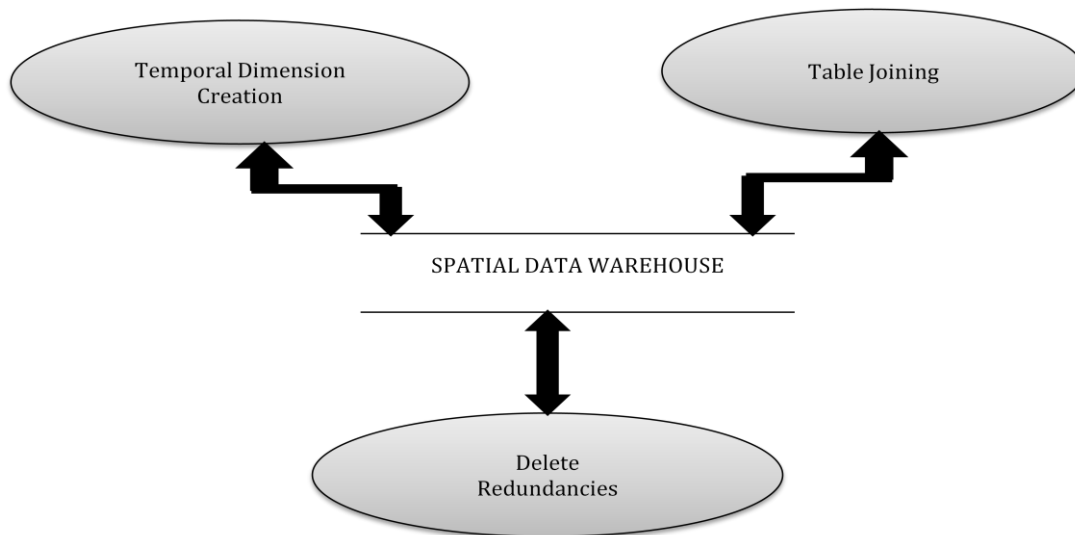 Temporal Dimension
Creation
Table Joining
SPATIAL DATA WAREHOUSE
Delete
Redundancies